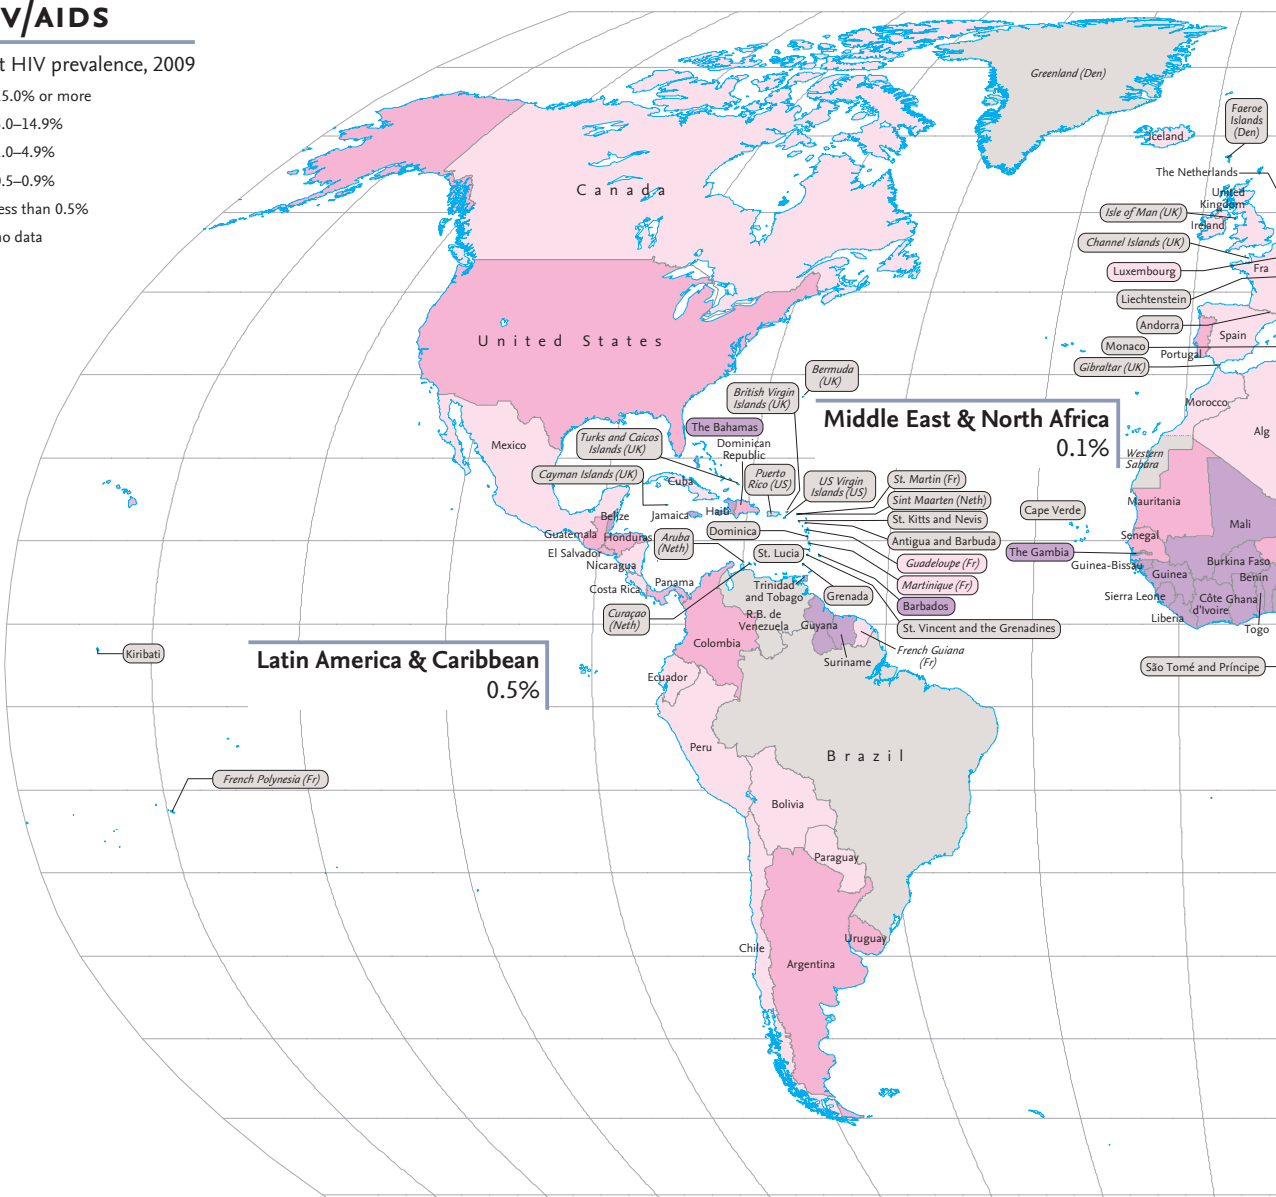 V/AIDS
t HIV prevalence, 2009
5.0% or more
.0–14.9%
.0–4.9%
0.5–0.9%
ess than 0.5%
no data
Greenland (Den)
Faeroe
Islands
(Den)
Iceland
The Netherlands
United
Kingdom
Isle of Man (UK)
Ireland
Channel Islands (UK)
Luxembourg
Fra
Liechtenstein
Andorra
Spain
Monaco
Portugal
Gibraltar (UK)
Canada
United States
Bermuda
(UK)
British Virgin
Islands (UK)
Middle East & North Africa
0.1%
Morocco
Alg
The Bahamas
Turks and Caicos
Islands (UK)
Dominican
Republic
Mexico
Cayman Islands (UK)
Cuba
Puerto
Rico (US)
US Virgin
Islands (US)
St. Martin (Fr)
Sint Maarten (Neth)
St. Kitts and Nevis
Antigua and Barbuda
Guadeloupe (Fr)
Martinique (Fr)
Barbados
St. Vincent and the Grenadines
Western
Sahara
Mauritania
Cape Verde
Mali
Senegal
The Gambia
Guinea-Bissau
Guinea
Burkina Faso
Benin
Sierra Leone
Côte
d'Ivoire
Ghana
Liberia
Togo
São Tomé and Príncipe
Belize
Jamaica
Haiti
Guatemala
Honduras
Aruba
(Neth)
Dominica
El Salvador
St. Lucia
Nicaragua
Costa Rica
Panama
Trinidad
and Tobago
Grenada
Curaçao
(Neth)
R.B. de
Venezuela
Guyana
Colombia
Suriname
French Guiana
(Fr)
Kiribati
Latin America & Caribbean
0.5%
Ecuador
Peru
Brazil
French Polynesia (Fr)
Bolivia
Paraguay
Chile
Uruguay
Argentina